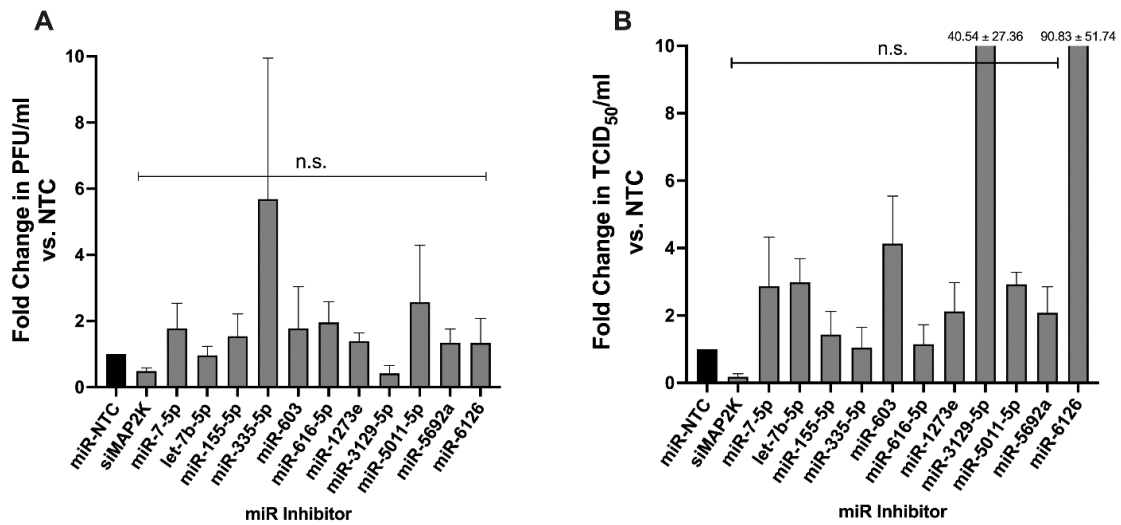 A
Fold Change in PFU/ml
vs. NTC
10
8
6
4
2
0
n.s.
miR-NTC
siMAP2K
miR-7-5p
let-7b-5p
miR-155-5p
miR-335-5p
miR-603
miR-616-5p
miR-1273e
miR-3129-5p
miR-5011-5p
miR-5692a
miR-6126
miR Inhibitor
B
Fold Change in TCID50/ml
vs. NTC
10
8
6
4
2
0
40.54 ± 27.36
90.83 ± 51.74
n.s.
miR-NTC
siMAP2K
miR-7-5p
let-7b-5p
miR-155-5p
miR-335-5p
miR-603
miR-616-5p
miR-1273e
miR-3129-5p
miR-5011-5p
miR-5692a
miR-6126
miR Inhibitor